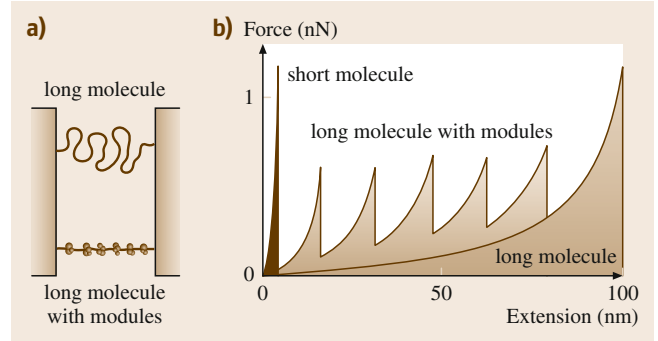 a)
long molecule
long molecule
with modules
b) Force (nN)
1
short molecule
long molecule with modules
long molecule
0
0 50 100
Extension (nm)